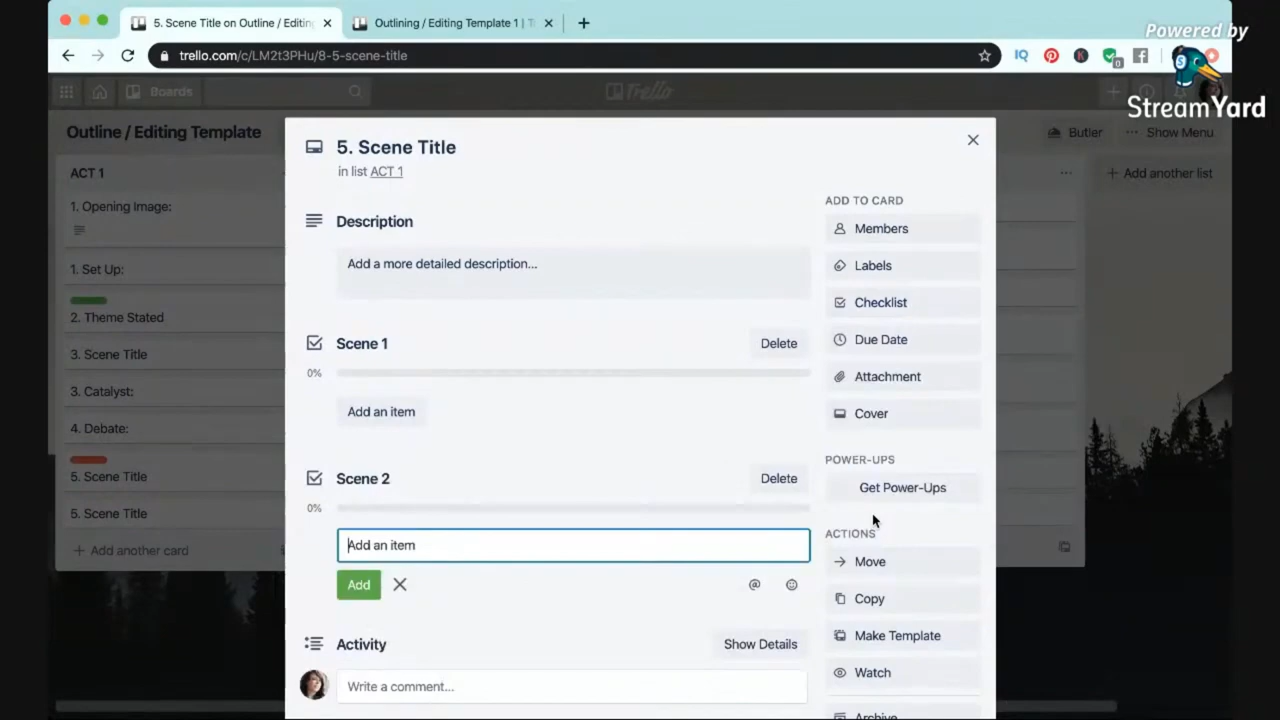 5. Scene Title on Outline / Editing
Outlining / Editing Template 1 | T
Powered by
trello.com/c/LM2t3PHu/8-5-scene-title
IQ
StreamYard
Boards
Trello
Outline / Editing Template
Butler
Show Menu
ACT 1
Add another list
1. Opening Image:
1. Set Up:
2. Theme Stated
3. Scene Title
3. Catalyst:
4. Debate:
5. Scene Title
5. Scene Title
Add another card
5. Scene Title
in list ACT 1
Description
Add a more detailed description...
Scene 1
Delete
0%
Add an item
Scene 2
Delete
0%
Add an item
Add
Activity
Show Details
Write a comment...
ADD TO CARD
Members
Labels
Checklist
Due Date
Attachment
Cover
POWER-UPS
Get Power-Ups
ACTIONS
Move
Copy
Make Template
Watch
Archive